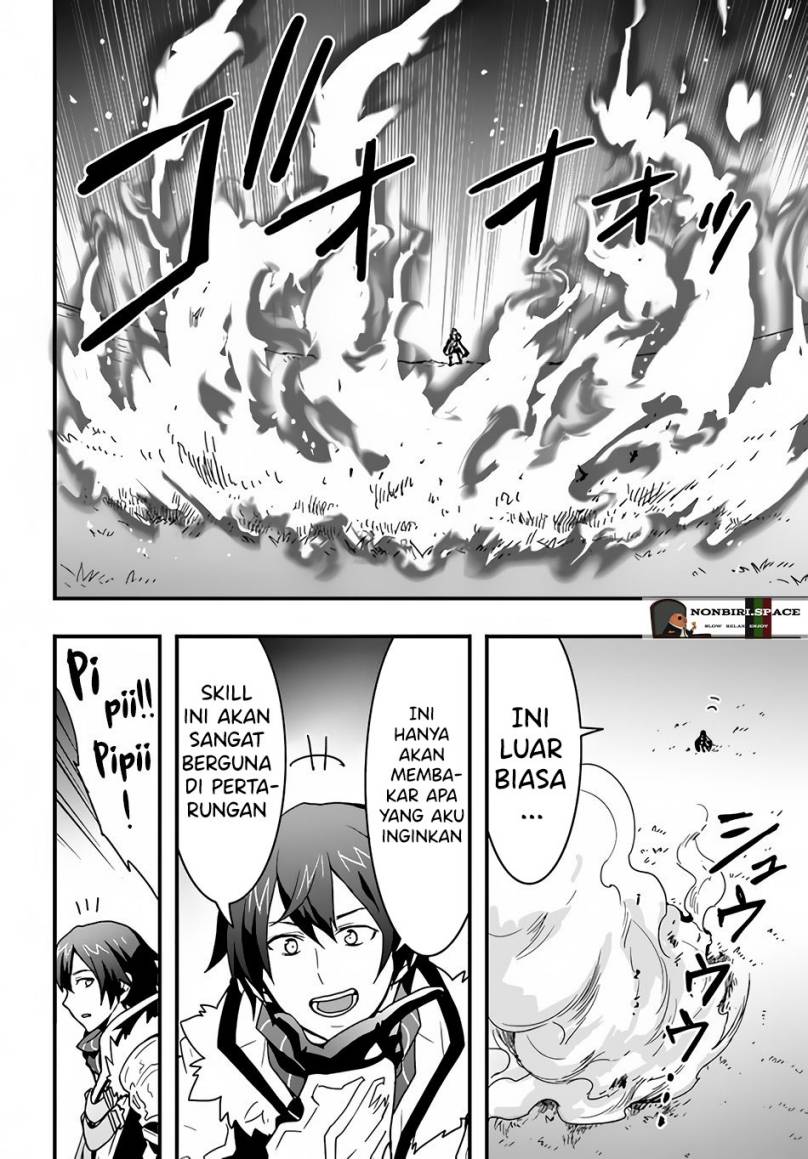 ゴオオオオッ
NONBIRI.SPACE
SLOW RELAX ENJOY
INI
LUAR
BIASA
...
シュウウウ...
INI
HANYA
AKAN
MEMBA-
KAR APA
YANG AKU
INGINKAN
SKILL
INI AKAN
SANGAT
BERGUNA
DI PERTA-
RUNGAN
Pi
pii!!
Pipii
!